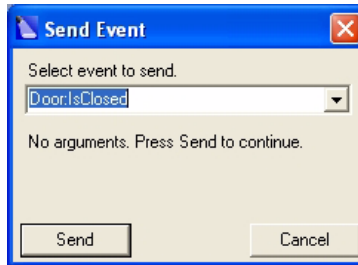 Send Event
Select event to send.
Door:IsClosed
No arguments. Press Send to continue.
Send
Cancel